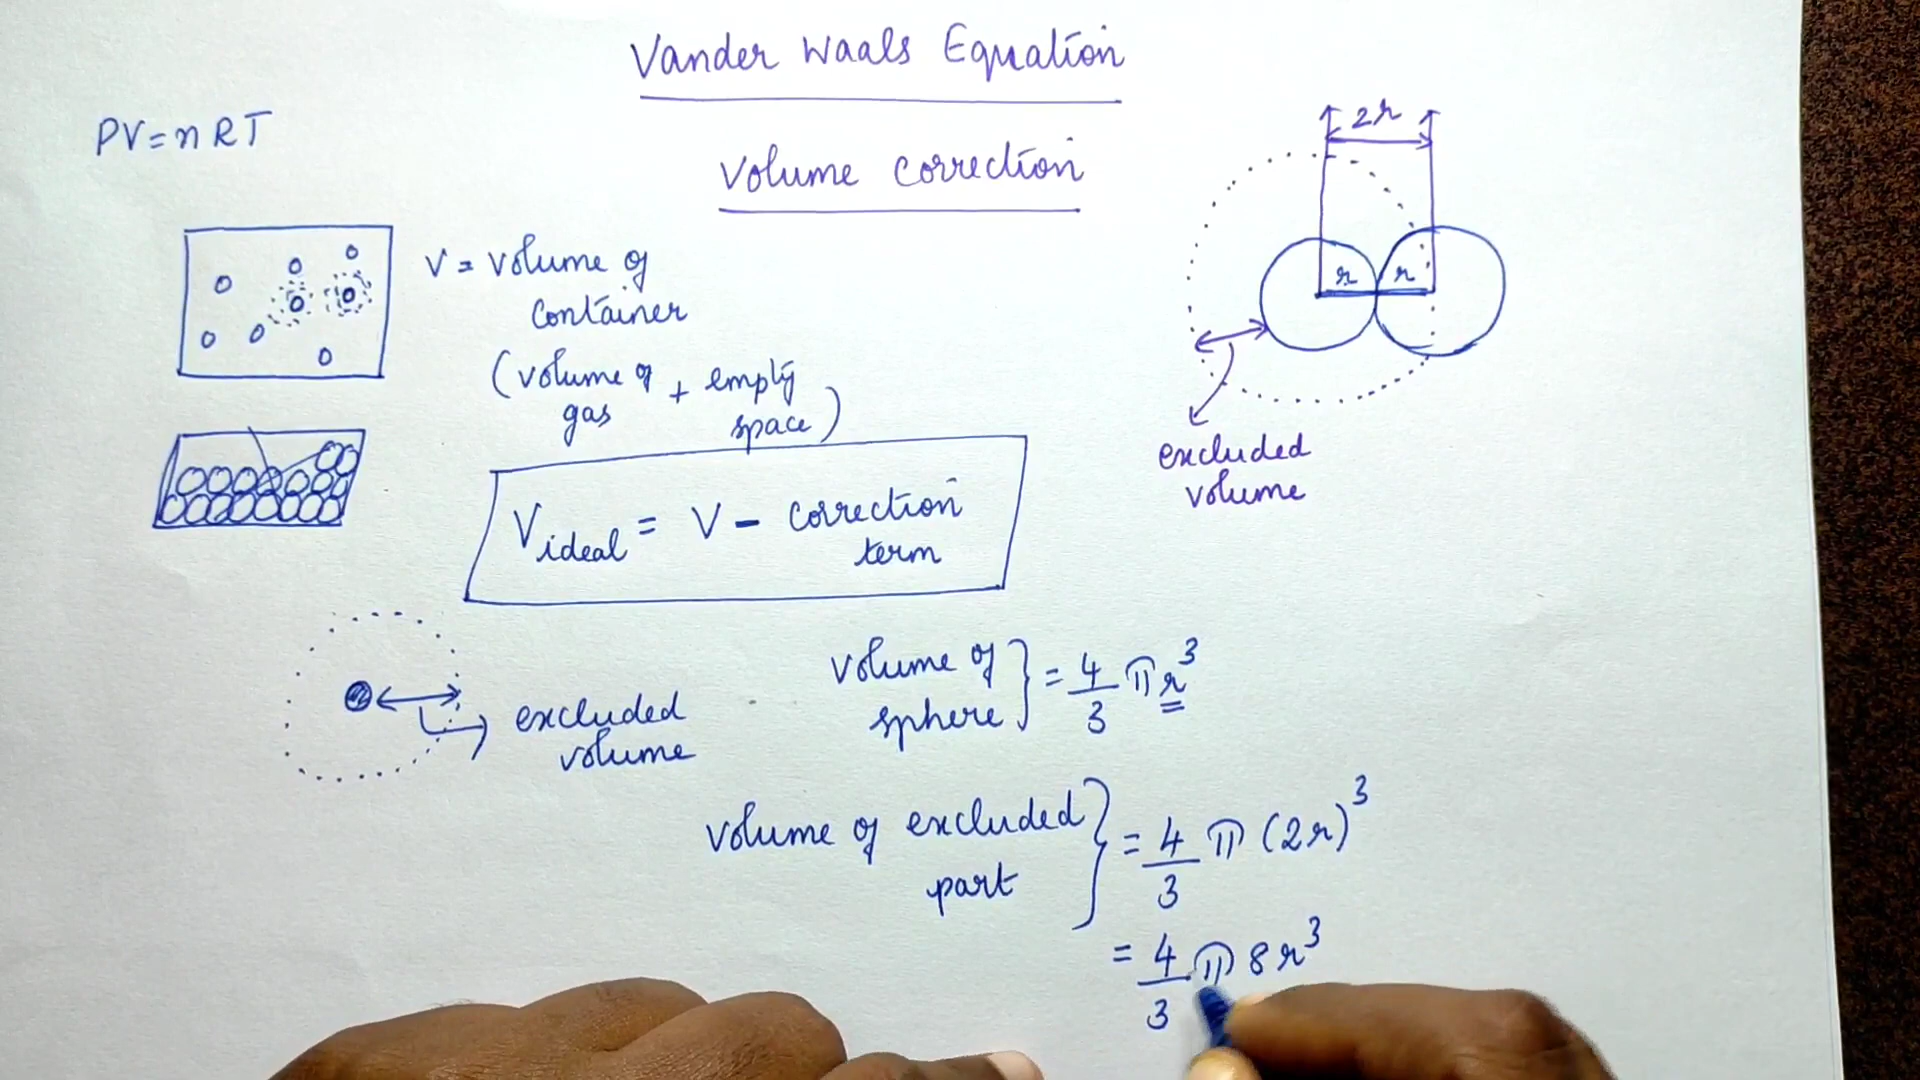 Vander Waals Equation
PV = nRT
Volume correction
2r
r r
V = Volume of
container
(volume of + empty
gas space)
excluded
volume
V ideal = V - correction
term
volume of } = 4/3 π r³
sphere
excluded
volume
volume of excluded } = 4/3 π (2r)³
part
= 4/3 π 8r³